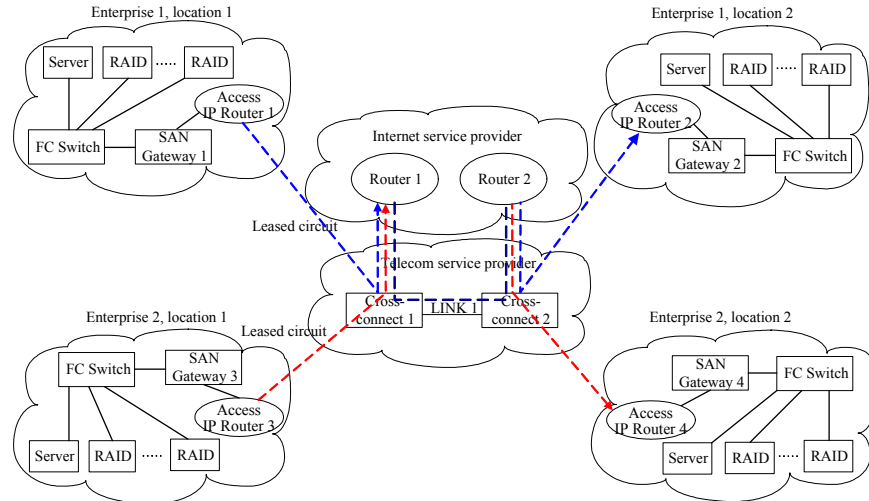 Enterprise 1, location 1
Server
RAID
.....
RAID
Access
IP Router 1
FC Switch
SAN
Gateway 1
Enterprise 1, location 2
Server
RAID
.....
RAID
Access
IP Router 2
SAN
Gateway 2
FC Switch
Internet service provider
Router 1
Router 2
Leased circuit
Telecom service provider
Cross-
connect 1
LINK 1
Cross-
connect 2
Enterprise 2, location 1
Leased circuit
FC Switch
SAN
Gateway 3
Access
IP Router 3
Server
RAID
.....
RAID
Enterprise 2, location 2
SAN
Gateway 4
FC Switch
Access
IP Router 4
Server
RAID
.....
RAID